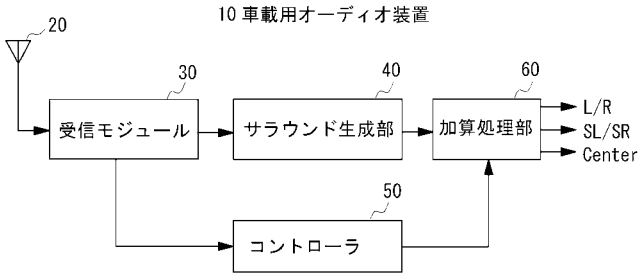 10 車載用オーディオ装置
20
30
40
60
受信モジュール
サラウンド生成部
加算処理部
L/R
SL/SR
Center
50
コントローラ